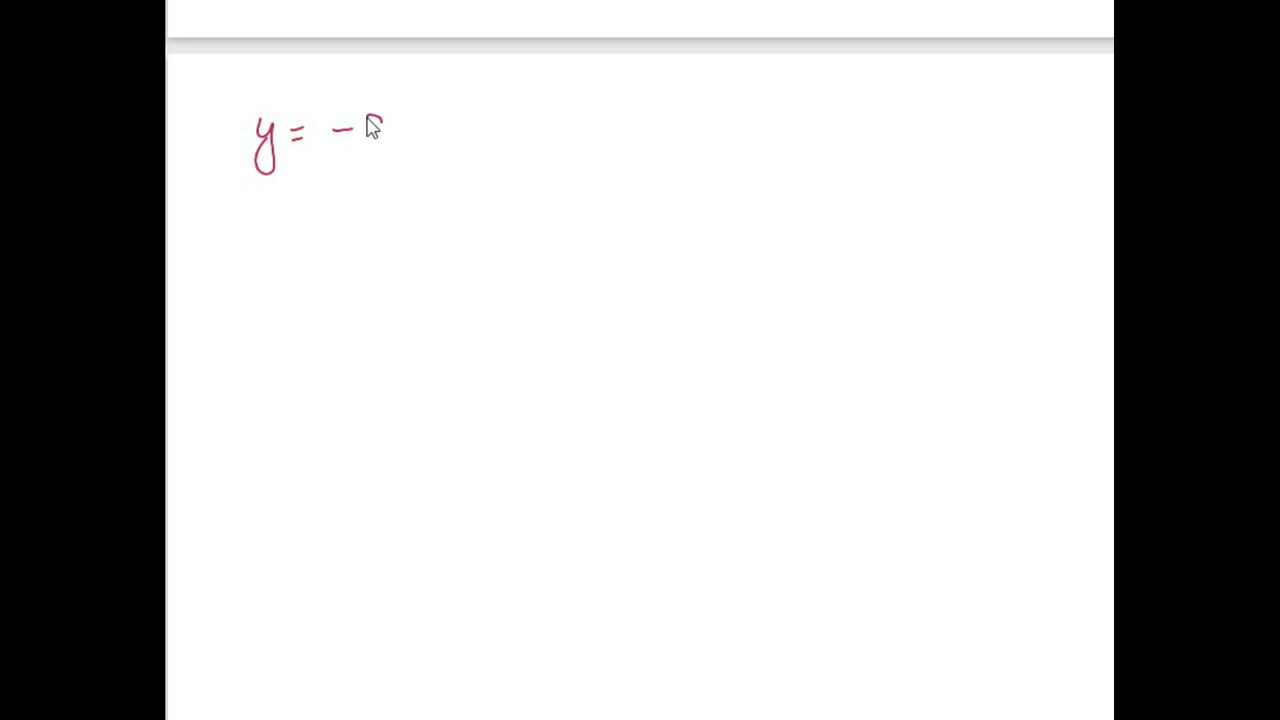 y = -